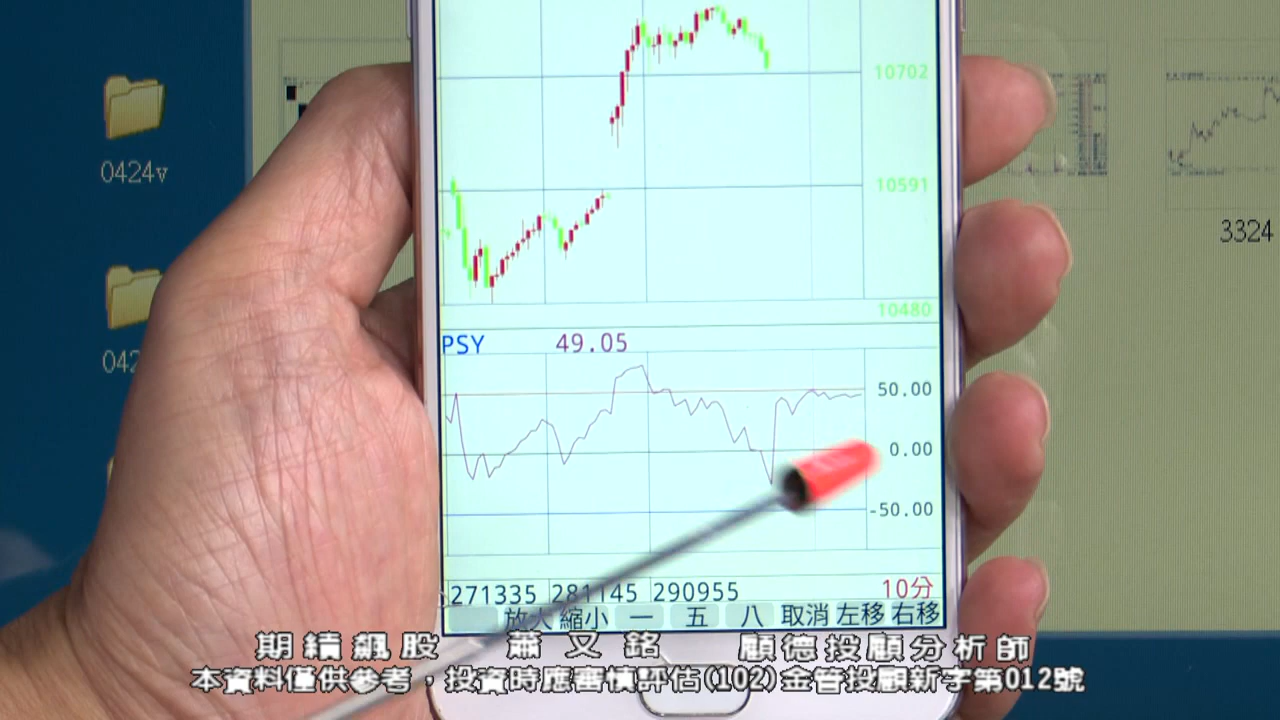 0424v
10702
10591
3324
10480
PSY 49.05
50.00
0.00
-50.00
271335 281145 290955 10分
放大 縮小 一 五 八 取消 左移 右移
期績飆股 蕭又銘 顧德投顧分析師
本資料僅供參考，投資時應審慎評估(102)金管投顧新字第012號